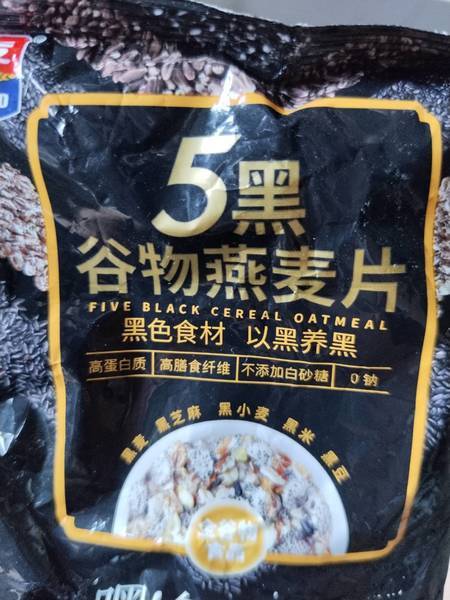 5黑
谷物燕麦片
FIVE BLACK CEREAL OATMEAL
黑色食材 以黑养黑
高蛋白质 高膳食纤维 不添加白砂糖 0钠
黑麦 黑芝麻 黑小麦 黑米 黑豆